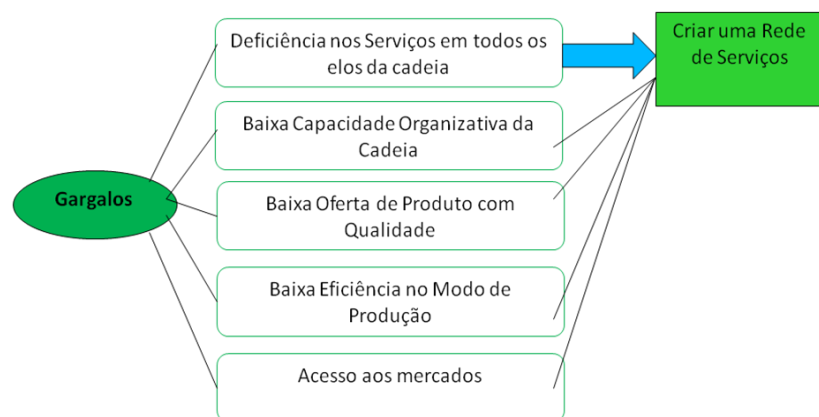 Gargalos
Deficiência nos Serviços em todos os
elos da cadeia
Baixa Capacidade Organizativa da
Cadeia
Baixa Oferta de Produto com
Qualidade
Baixa Eficiência no Modo de
Produção
Acesso aos mercados
Criar uma Rede
de Serviços